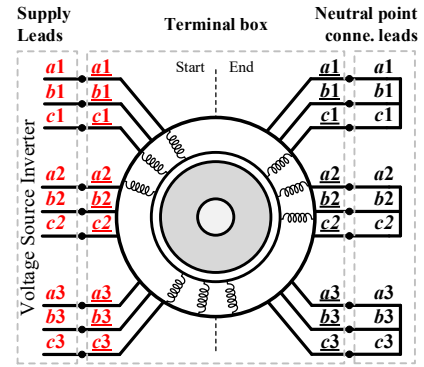 Supply
Leads
Terminal box
Neutral point
conne. leads
Start
End
Voltage Source Inverter
a1 a1 a1 a1
b1 b1 b1 b1
c1 c1 c1 c1
a2 a2 a2 a2
b2 b2 b2 b2
c2 c2 c2 c2
a3 a3 a3 a3
b3 b3 b3 b3
c3 c3 c3 c3